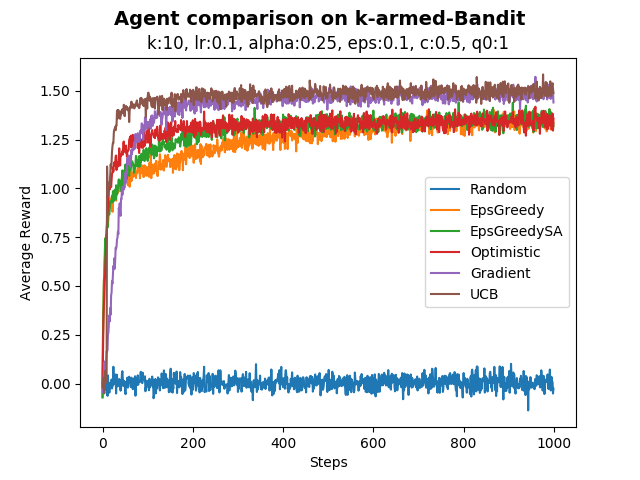 Agent comparison on k-armed-Bandit
k:10, lr:0.1, alpha:0.25, eps:0.1, c:0.5, q0:1
Average Reward
1.50
1.25
1.00
0.75
0.50
0.25
0.00
Random
EpsGreedy
EpsGreedySA
Optimistic
Gradient
UCB
0
200
400
600
800
1000
Steps